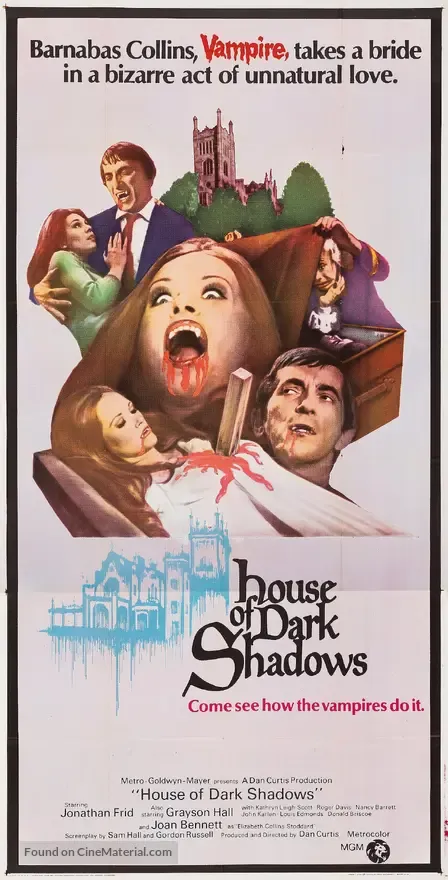 Barnabas Collins, Vampire, takes a bride
in a bizarre act of unnatural love.
house
of Dark
Shadows
Come see how the vampires do it.
Metro-Goldwyn-Mayer presents A Dan Curtis Production
"House of Dark Shadows"
Starring Jonathan Frid Also starring Grayson Hall with Kathryn Leigh Scott Roger Davis Nancy Barrett
John Karlen Louis Edmonds Donald Briscoe
and Joan Bennett as 'Elizabeth Collins Stoddard'
Screenplay by Sam Hall and Gordon Russell Produced and Directed by Dan Curtis Metrocolor
MGM
Found on CineMaterial.com